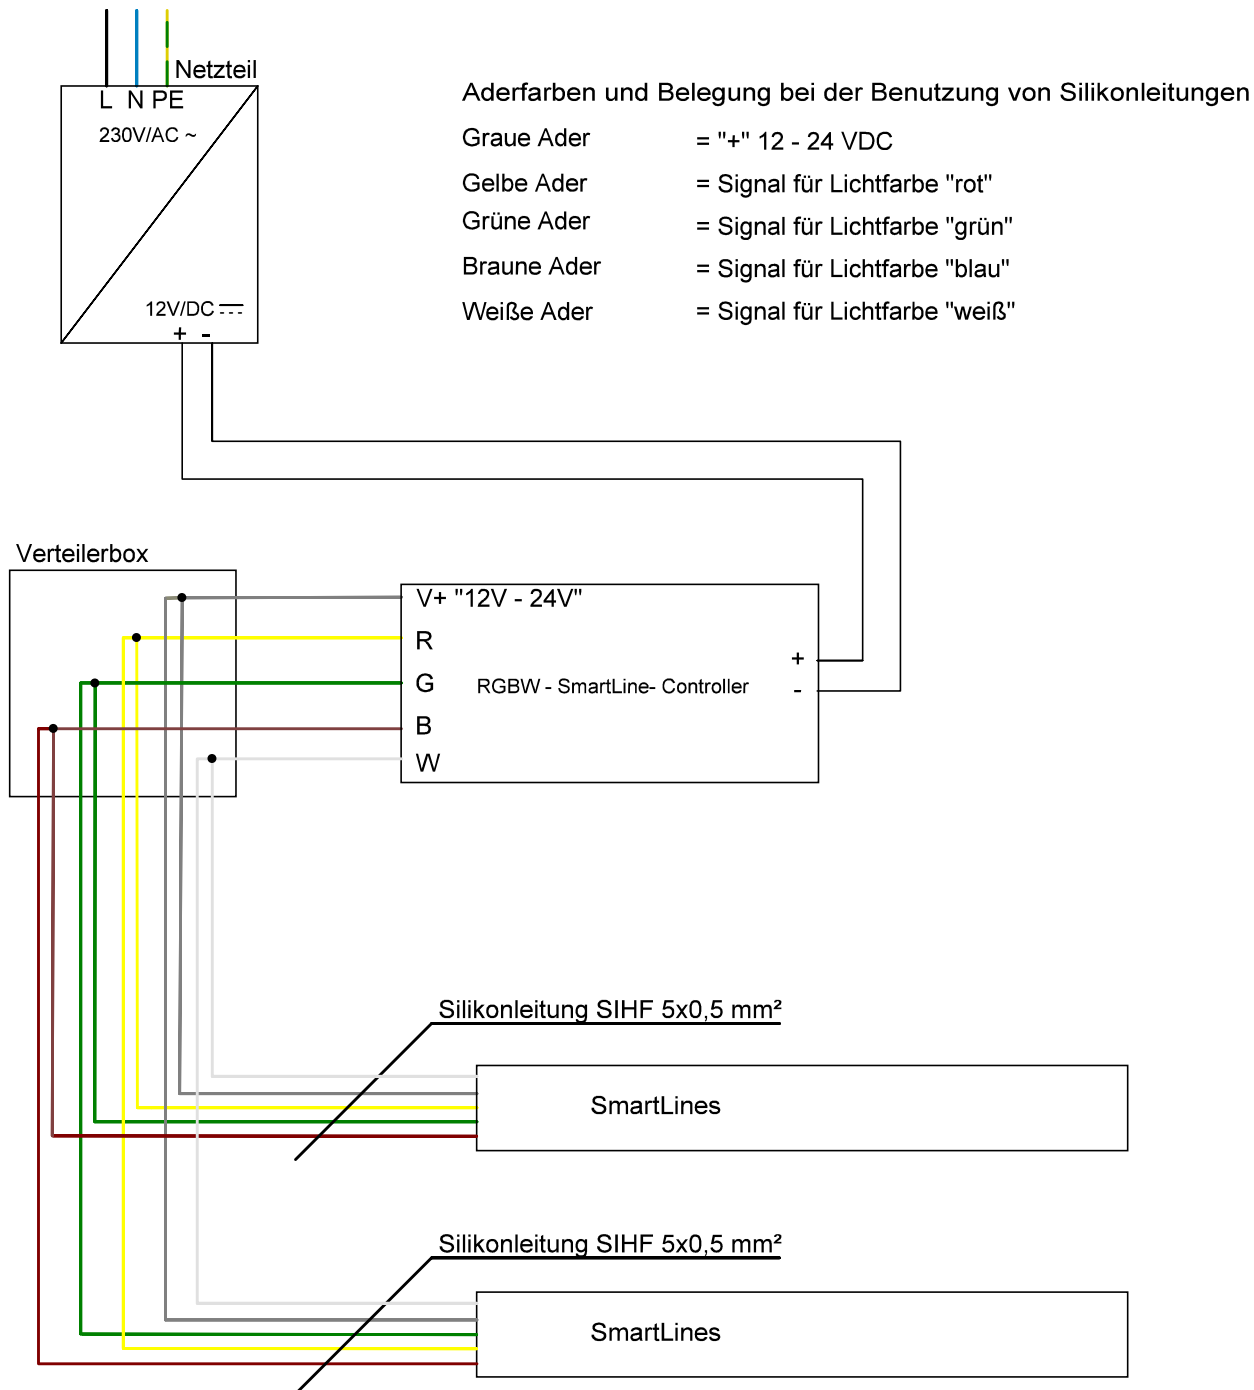 Netzteil
L N PE
230V/AC ~
12V/DC
+ -
Aderfarben und Belegung bei der Benutzung von Silikonleitungen
Graue Ader = "+" 12 - 24 VDC
Gelbe Ader = Signal für Lichtfarbe "rot"
Grüne Ader = Signal für Lichtfarbe "grün"
Braune Ader = Signal für Lichtfarbe "blau"
Weiße Ader = Signal für Lichtfarbe "weiß"
Verteilerbox
V+ "12V - 24V"
R
+
G
RGBW - SmartLine- Controller
-
B
W
Silikonleitung SIHF 5x0,5 mm²
SmartLines
Silikonleitung SIHF 5x0,5 mm²
SmartLines